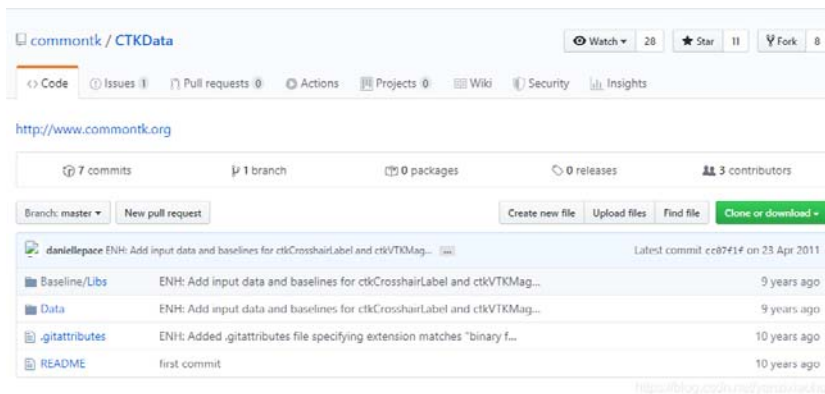 commontk / CTKData
Watch 28 Star 11 Fork 8
Code Issues 1 Pull requests 0 Actions Projects 0 Wiki Security Insights
http://www.commontk.org
7 commits 1 branch 0 packages 0 releases 3 contributors
Branch: master New pull request Create new file Upload files Find file Clone or download
daniellepace ENH: Add input data and baselines for ctkCrosshairLabel and ctkVTKMag... Latest commit cc07f1f on 23 Apr 2011
Baseline/Libs ENH: Add input data and baselines for ctkCrosshairLabel and ctkVTKMag... 9 years ago
Data ENH: Add input data and baselines for ctkCrosshairLabel and ctkVTKMag... 9 years ago
.gitattributes ENH: Added .gitattributes file specifying extension matches "binary f... 10 years ago
README first commit 10 years ago